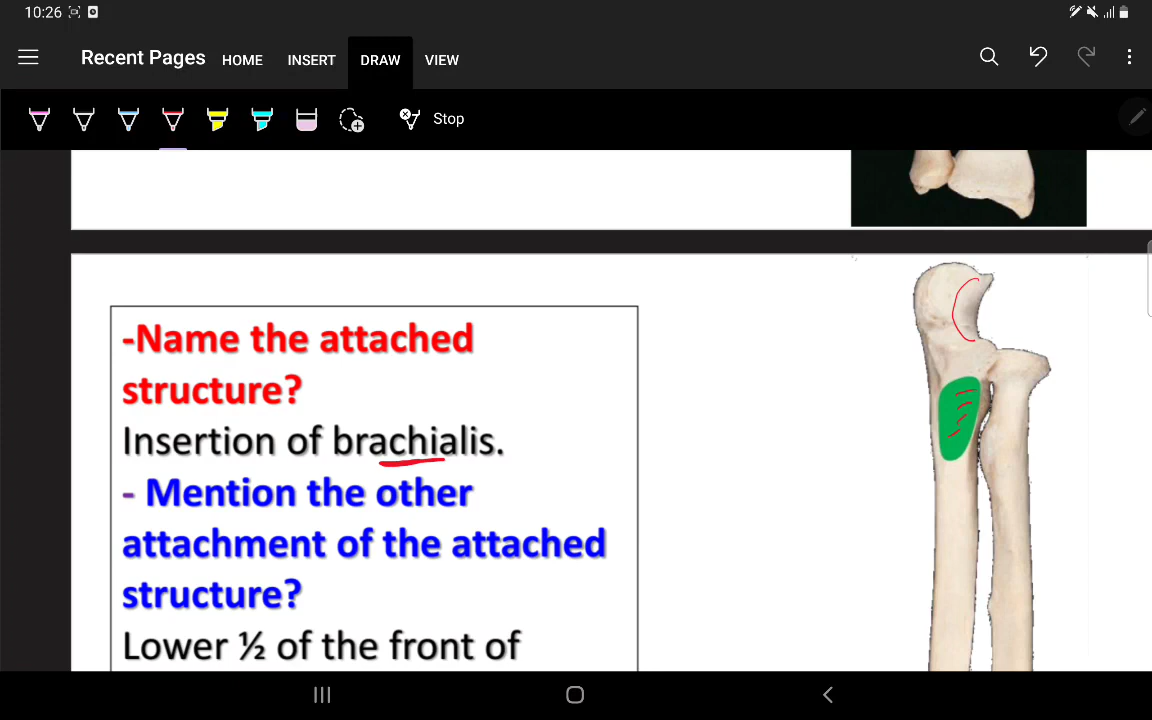 10:26
Recent Pages HOME INSERT DRAW VIEW
Stop
-Name the attached
structure?
Insertion of brachialis.
- Mention the other
attachment of the attached
structure?
Lower ½ of the front of